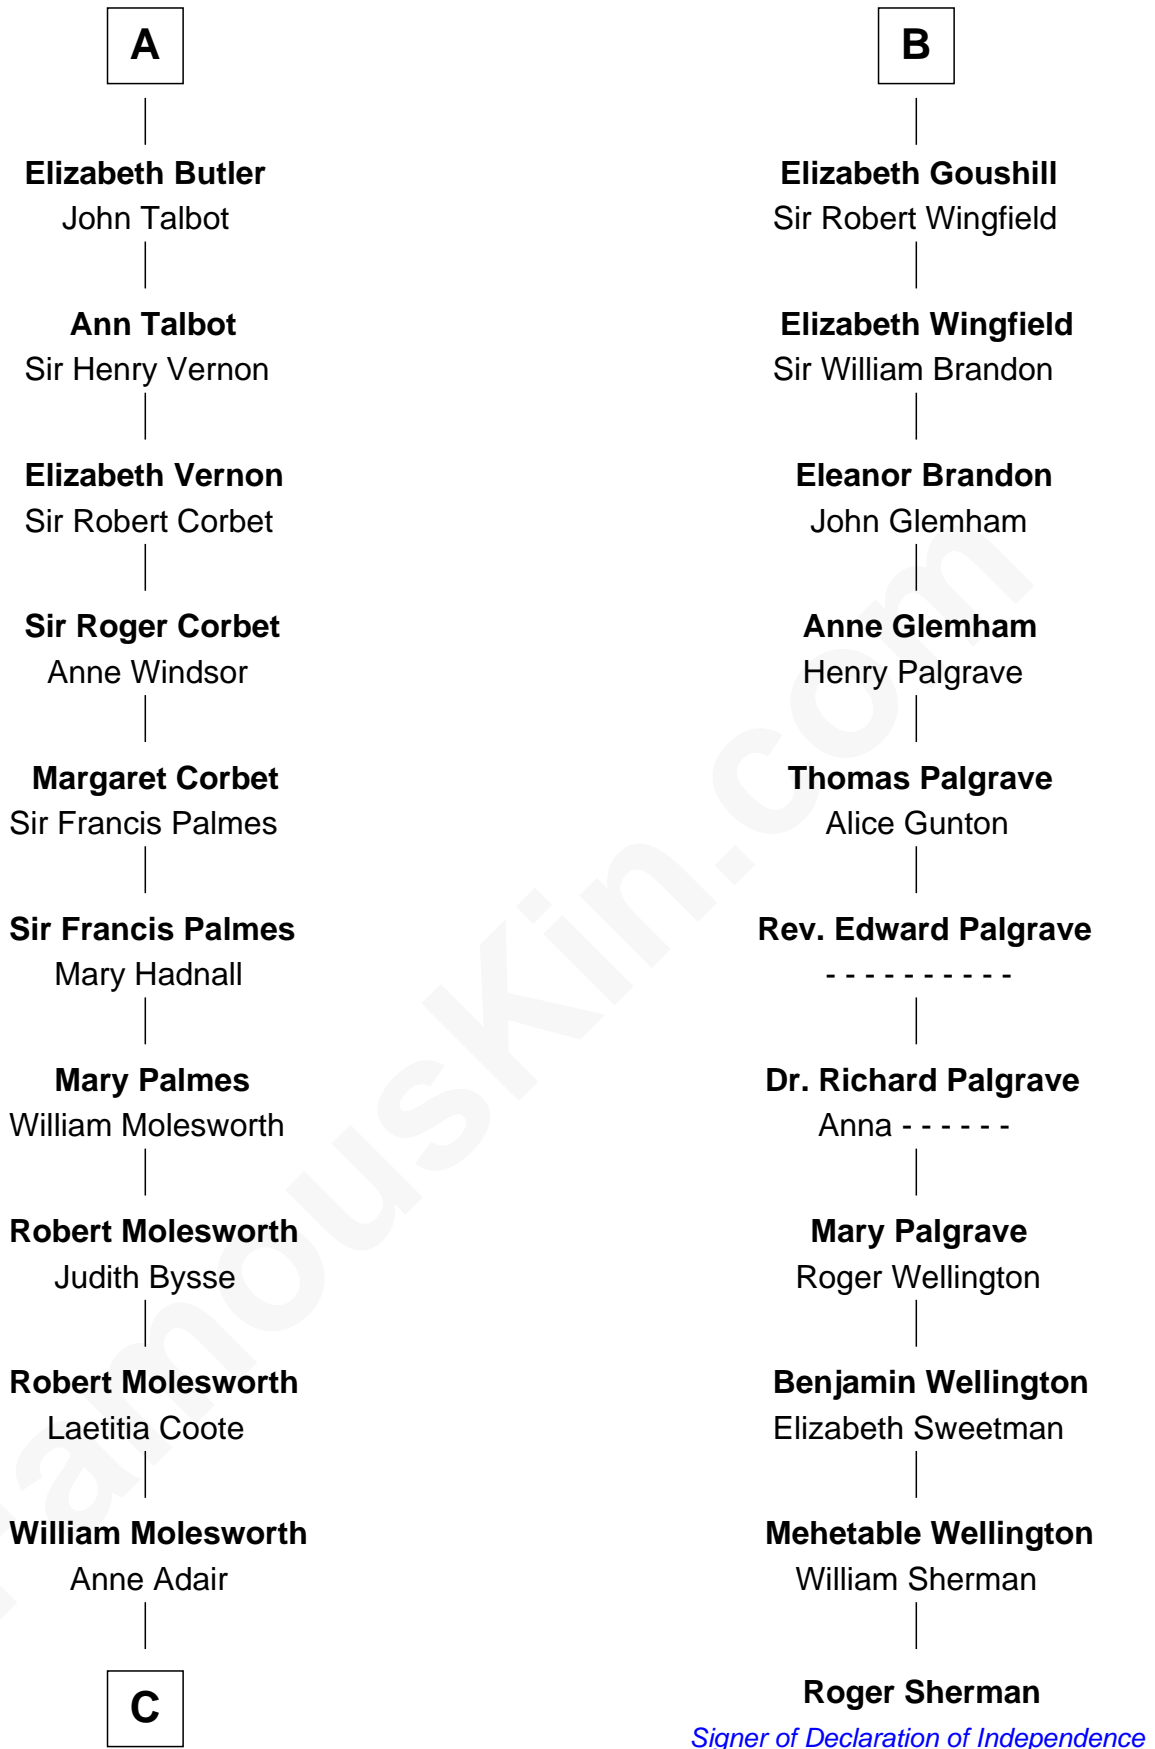 A
Elizabeth Butler
John Talbot
Ann Talbot
Sir Henry Vernon
Elizabeth Vernon
Sir Robert Corbet
Sir Roger Corbet
Anne Windsor
Margaret Corbet
Sir Francis Palmes
Sir Francis Palmes
Mary Hadnall
Mary Palmes
William Molesworth
Robert Molesworth
Judith Bysse
Robert Molesworth
Laetitia Coote
William Molesworth
Anne Adair
C
B
Elizabeth Goushill
Sir Robert Wingfield
Elizabeth Wingfield
Sir William Brandon
Eleanor Brandon
John Glemham
Anne Glemham
Henry Palgrave
Thomas Palgrave
Alice Gunton
Rev. Edward Palgrave
- - - - - - - - - -
Dr. Richard Palgrave
Anna - - - - - -
Mary Palgrave
Roger Wellington
Benjamin Wellington
Elizabeth Sweetman
Mehetable Wellington
William Sherman
Roger Sherman
Signer of Declaration of Independence
FamousKin.com